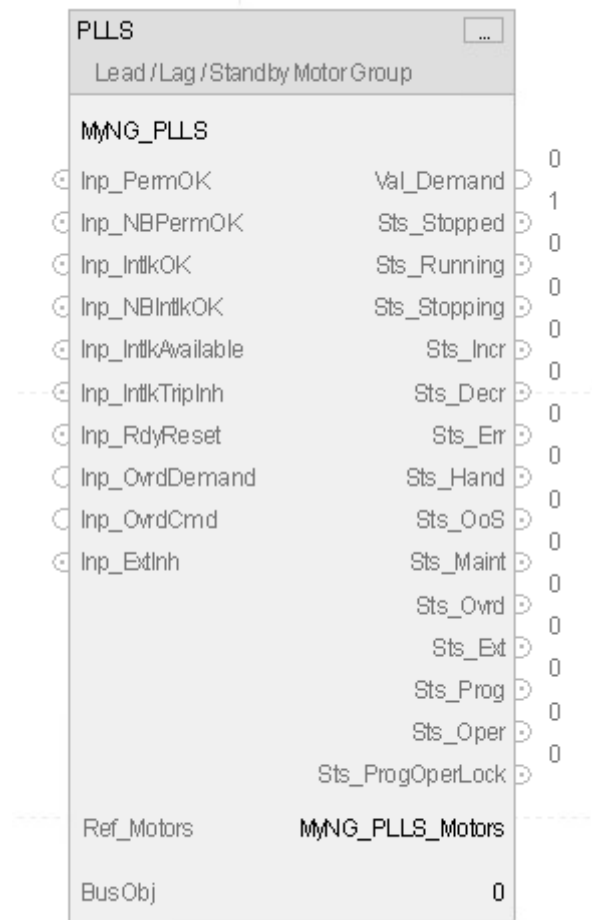 PLLS ...
Lead / Lag / Standby Motor Group
MyNG_PLLS
Inp_PermOK Val_Demand 0
Inp_NBPermOK Sts_Stopped 1
Inp_IntlkOK Sts_Running 0
Inp_NBIntlkOK Sts_Stopping 0
Inp_IntlkAvailable Sts_Incr 0
Inp_IntlkTripInh Sts_Decr 0
Inp_RdyReset Sts_Err 0
Inp_OvrdDemand Sts_Hand 0
Inp_OvrdCmd Sts_OoS 0
Inp_ExtInh Sts_Maint 0
Sts_Ovrd 0
Sts_Ext 0
Sts_Prog 0
Sts_Oper 0
Sts_ProgOperLock 0
Ref_Motors MyNG_PLLS_Motors
BusObj 0